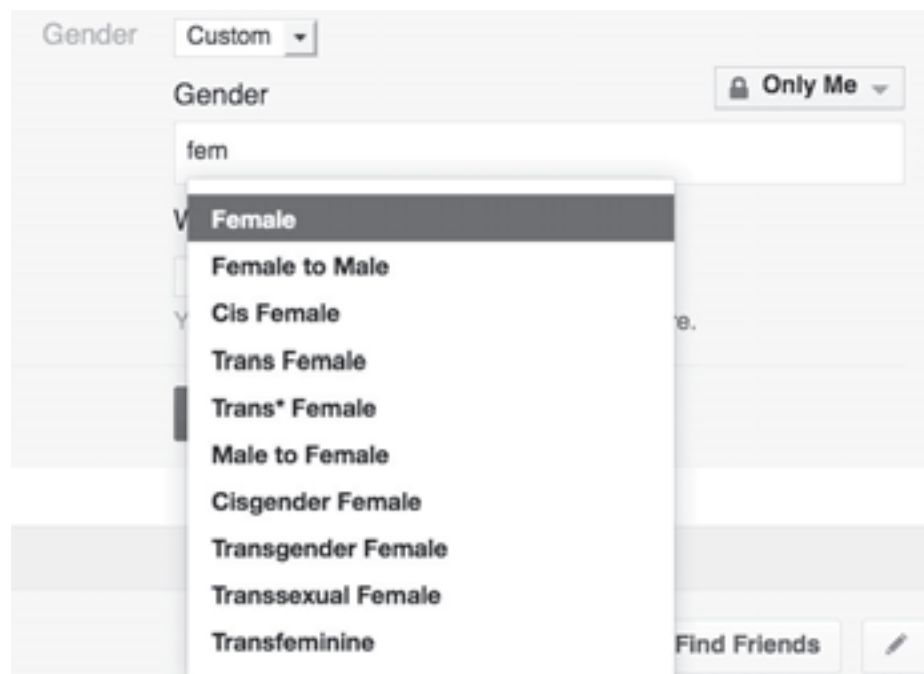 Gender Custom
Gender Only Me
fem
W
Female
Female to Male
Y
Cis Female
re.
Trans Female
Trans* Female
Male to Female
Cisgender Female
Transgender Female
Transsexual Female
Transfeminine
Find Friends